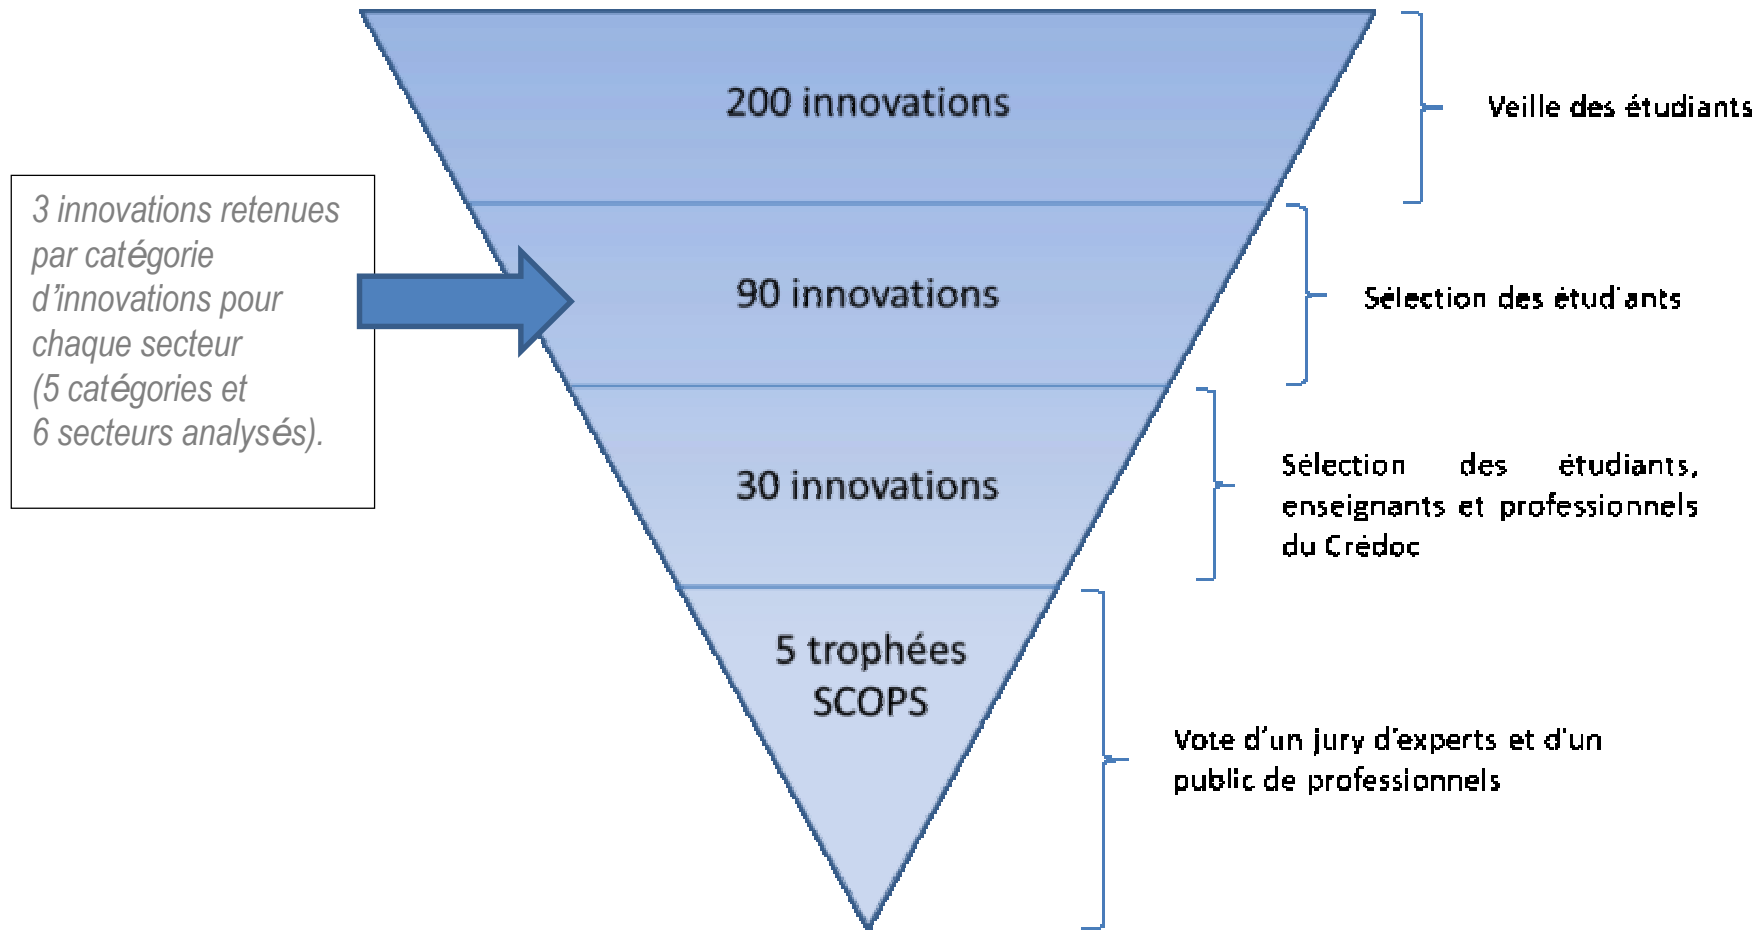 200 innovations
Veille des étudiants
3 innovations retenues
par catégorie
d'innovations pour
chaque secteur
(5 catégories et
6 secteurs analysés).
90 innovations
Sélection des étudiants
30 innovations
Sélection des étudiants,
enseignants et professionnels
du Crédoc
5 trophées
SCOPS
Vote d'un jury d'experts et d'un
public de professionnels